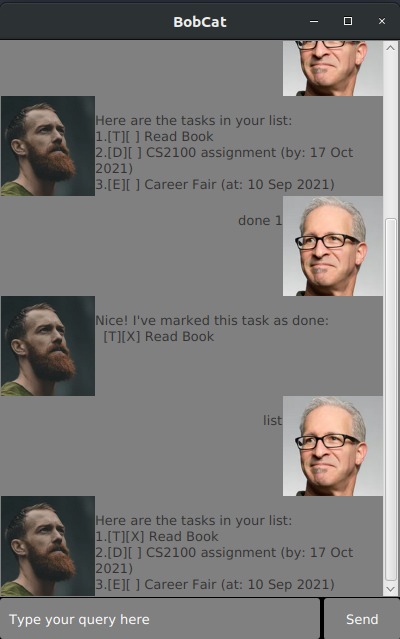 BobCat
Here are the tasks in your list:
1.[T][ ] Read Book
2.[D][ ] CS2100 assignment (by: 17 Oct
2021)
3.[E][ ] Career Fair (at: 10 Sep 2021)
done 1
Nice! I've marked this task as done:
[T][X] Read Book
list
Here are the tasks in your list:
1.[T][X] Read Book
2.[D][ ] CS2100 assignment (by: 17 Oct
2021)
3.[E][ ] Career Fair (at: 10 Sep 2021)
Type your query here
Send